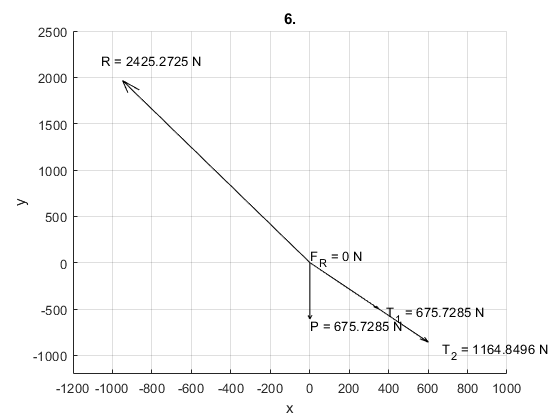 6.
2500
R = 2425.2725 N
2000
1500
y
1000
500
F_R = 0 N
0
-500
T_1 = 675.7285 N
P = 675.7285 N
T_2 = 1164.8496 N
-1000
-1200 -1000 -800 -600 -400 -200 0 200 400 600 800 1000
x